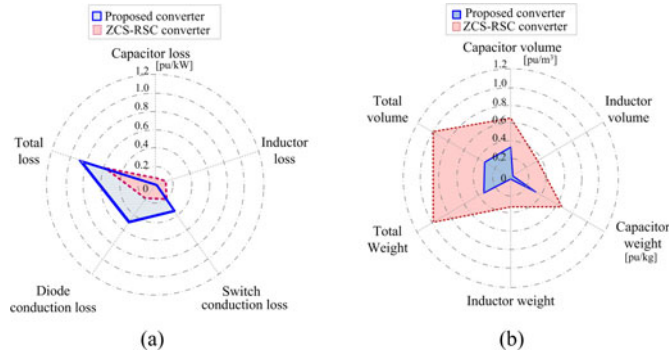 Proposed converter
ZCS-RSC converter
Capacitor loss
[pu/kW]
1.2
1.0
0.8
0.6
0.4
0.2
0
Total
loss
Inductor
loss
Diode
conduction loss
Switch
conduction loss
(a)
Proposed converter
ZCS-RSC converter
Capacitor volume
[pu/m³]
1.2
1.0
0.8
0.6
0.4
0.2
0
Total
volume
Inductor
volume
Total
Weight
Capacitor
weight
[pu/kg]
Inductor weight
(b)